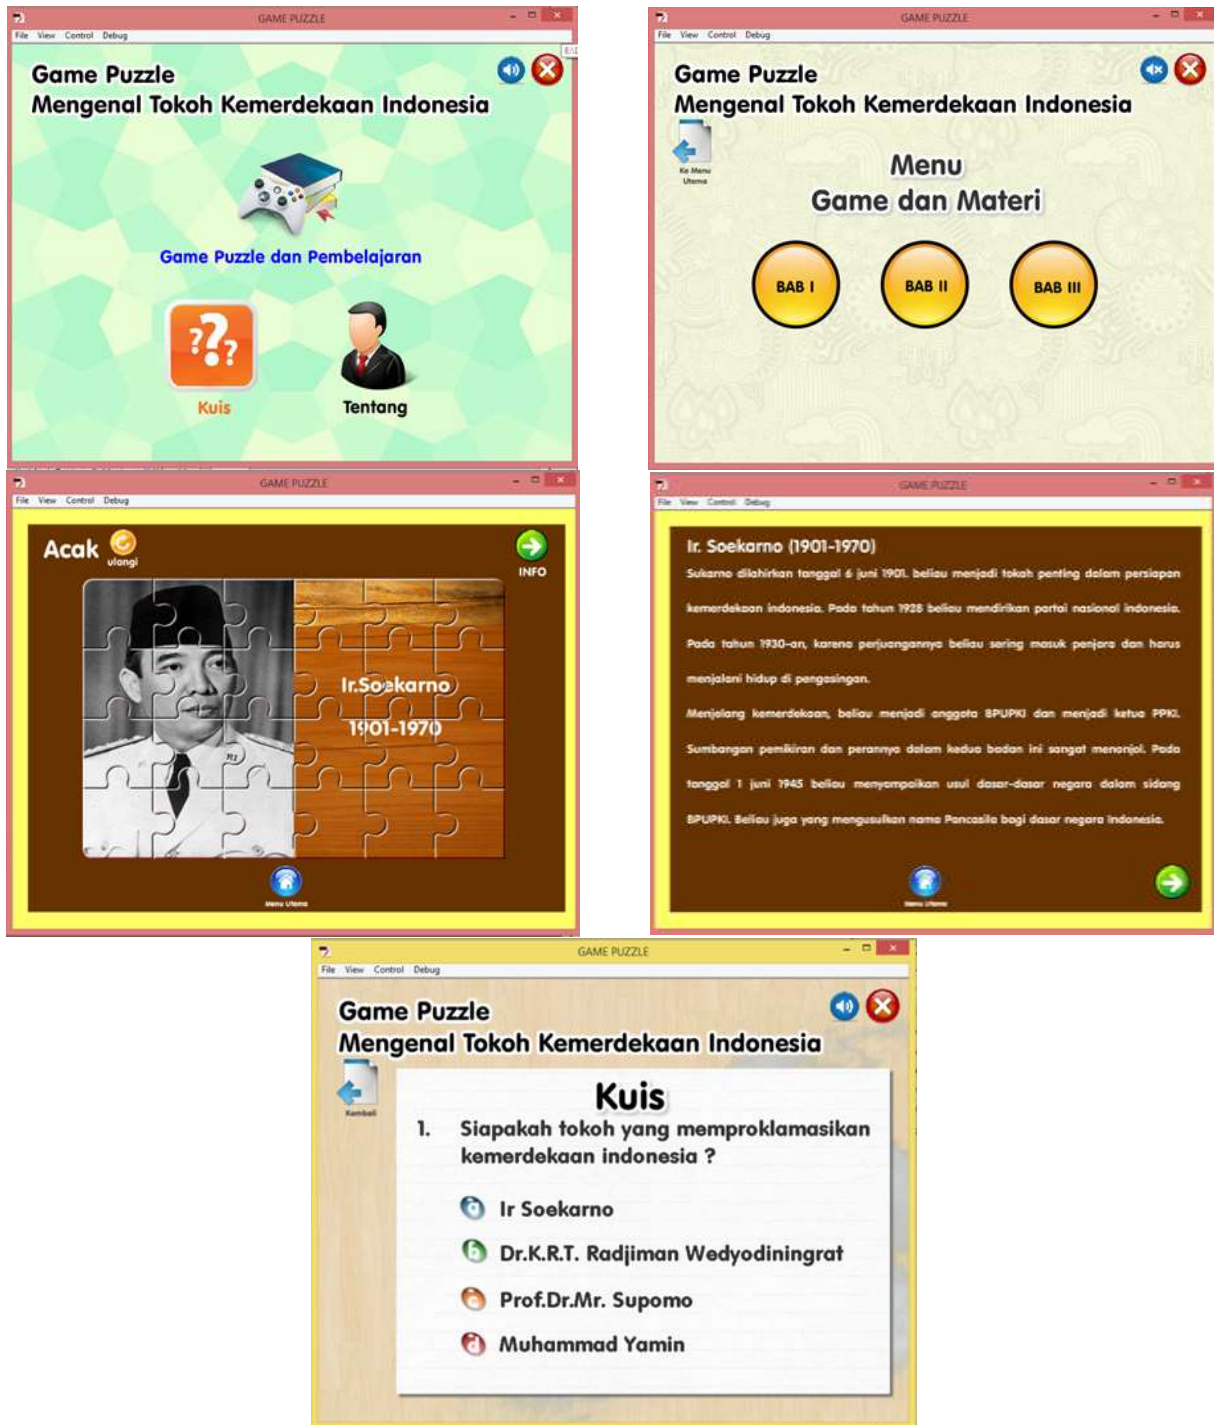 GAME PUZZLE
File View Control Debug
Game Puzzle
Mengenal Tokoh Kemerdekaan Indonesia
Game Puzzle dan Pembelajaran
Kuis
Tentang
GAME PUZZLE
File View Control Debug
Game Puzzle
Mengenal Tokoh Kemerdekaan Indonesia
Ke Menu
Utama
Menu
Game dan Materi
BAB I
BAB II
BAB III
GAME PUZZLE
File View Control Debug
Acak
ulangi
INFO
Ir.Soekarno
1901-1970
RI
Menu Utama
GAME PUZZLE
File View Control Debug
Ir. Soekarno (1901-1970)
Sukarno dilahirkan tanggal 6 juni 1901. beliau menjadi tokoh penting dalam persiapan
kemerdekaan indonesia. Pada tahun 1928 beliau mendirikan partai nasional indonesia.
Pada tahun 1930-an, karena perjuangannya beliau sering masuk penjara dan harus
menjalani hidup di pengasingan.
Menjelang kemerdekaan, beliau menjadi anggota BPUPKI dan menjadi ketua PPKI.
Sumbangan pemikiran dan perannya dalam kedua badan ini sangat menonjol. Pada
tanggal 1 juni 1945 beliau menyampaikan usul dasar-dasar negara dalam sidang
BPUPKI. Beliau juga yang mengusulkan nama Pancasila bagi dasar negara Indonesia.
Menu Utama
GAME PUZZLE
File View Control Debug
Game Puzzle
Mengenal Tokoh Kemerdekaan Indonesia
Kembali
Kuis
1. Siapakah tokoh yang memproklamasikan
kemerdekaan indonesia ?
a Ir Soekarno
b Dr.K.R.T. Radjiman Wedyodiningrat
Prof.Dr.Mr. Supomo
d Muhammad Yamin